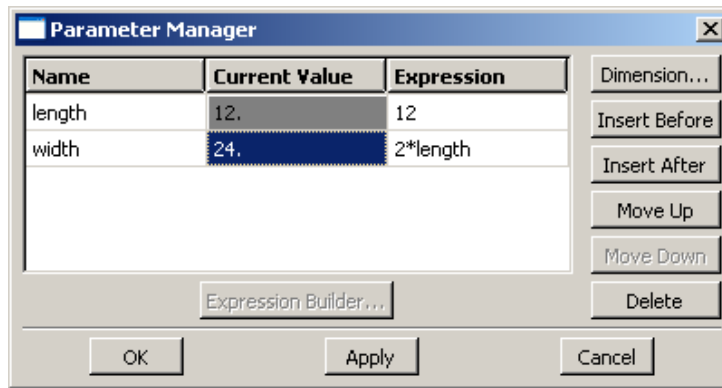 Parameter Manager
Name Current Value Expression
length 12. 12
width 24. 2*length
Dimension...
Insert Before
Insert After
Move Up
Move Down
Delete
Expression Builder...
OK Apply Cancel